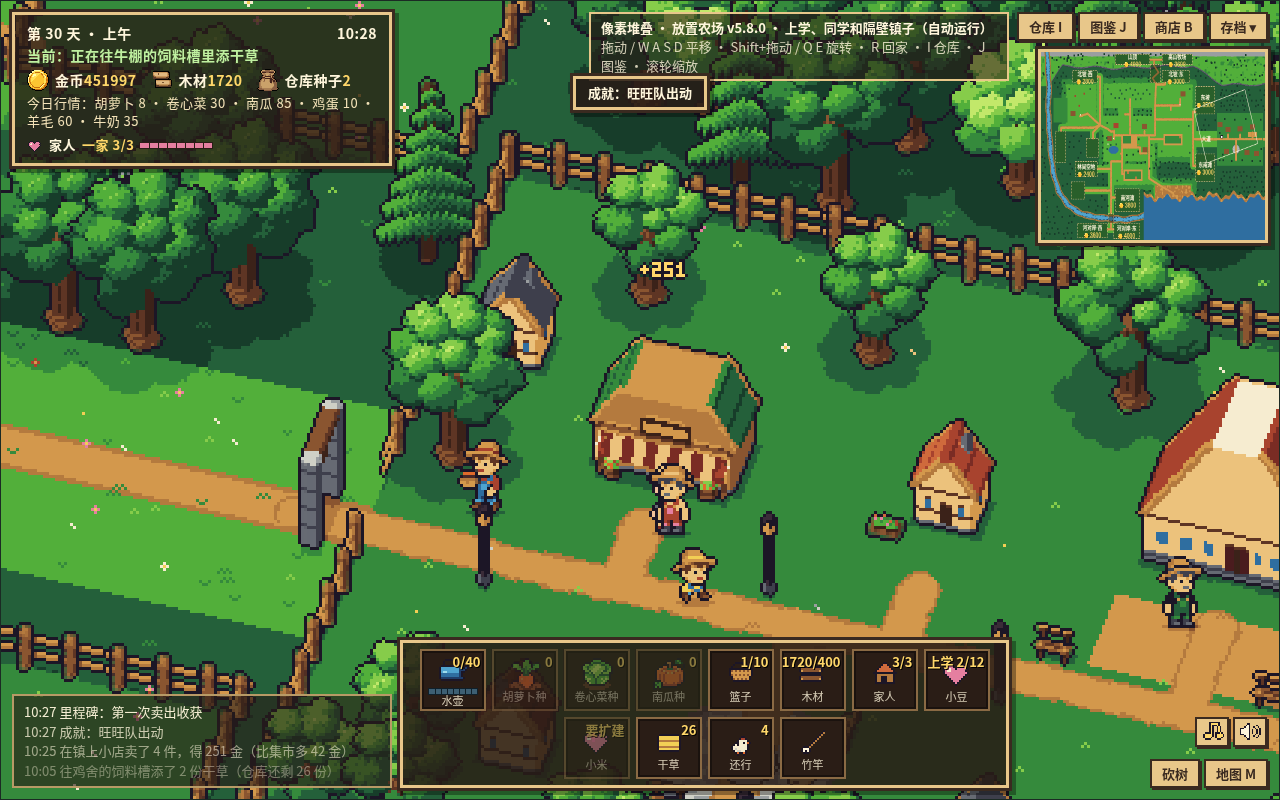 第 30 天 · 上午
10:28
当前：正在往牛棚的饲料槽里添干草
金币451997 木材1720 仓库种子2
今日行情：胡萝卜 8 · 卷心菜 30 · 南瓜 85 · 鸡蛋 10 ·
羊毛 60 · 牛奶 35
家人 一家 3/3
像素堆叠 · 放置农场 v5.8.0 · 上学、同学和隔壁镇子（自动运行）
拖动 / W A S D 平移 · Shift+拖动 / Q E 旋转 · R 回家 · I 仓库 · J
图鉴 · 滚轮缩放
成就：旺旺队出动
仓库 I
图鉴 J
商店 B
存档 ▾
+251
10:27 里程碑：第一次卖出收获
10:27 成就：旺旺队出动
10:25 在镇上小店卖了 4 件，得 251 金（比集市多 42 金）
10:05 往鸡舍的饲料槽添了 2 份干草（仓库还剩 26 份）
0/40
水壶
0
胡萝卜种
0
卷心菜种
0
南瓜种
1/10
篮子
1720/400
木材
3/3
家人
上学 2/12
小豆
要扩建
小米
26
干草
4
还行
竹竿
砍树
地图 M